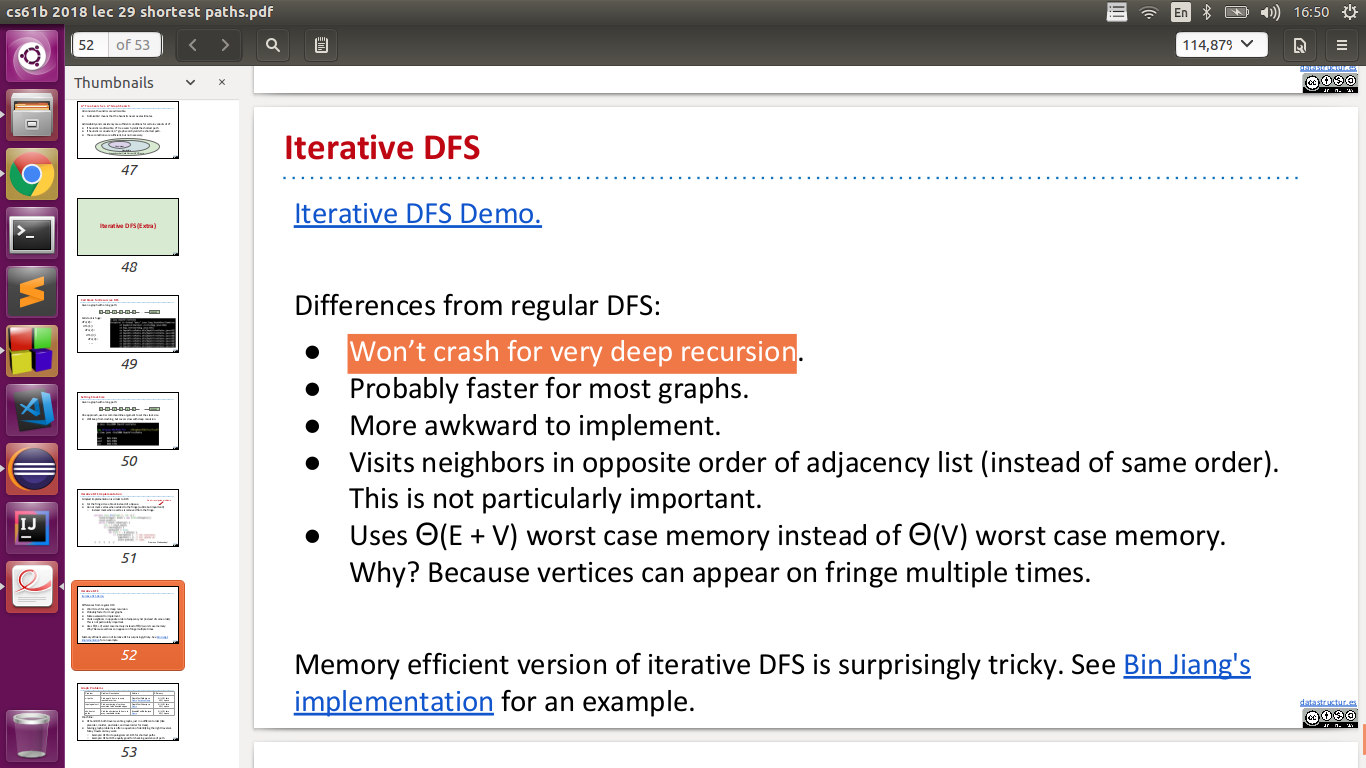 cs61b 2018 lec 29 shortest paths.pdf
En
16:50
52 of 53
114,87%
Thumbnails
datastructur.es
47
Iterative DFS (Extra)
48
49
50
51
52
53
Iterative DFS
Iterative DFS Demo.
Differences from regular DFS:
● Won’t crash for very deep recursion.
● Probably faster for most graphs.
● More awkward to implement.
● Visits neighbors in opposite order of adjacency list (instead of same order).
This is not particularly important.
● Uses Θ(E + V) worst case memory instead of Θ(V) worst case memory.
Why? Because vertices can appear on fringe multiple times.
Memory efficient version of iterative DFS is surprisingly tricky. See Bin Jiang's
implementation for an example.
datastructur.es